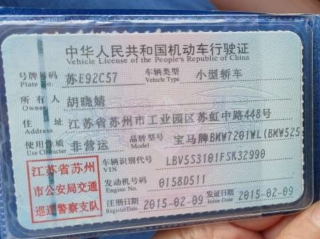 中华人民共和国机动车行驶证
Vehicle License of the People's Republic of China
号牌号码 苏E92C57 车辆类型 小型轿车
Plate No. Vehicle Type
所有人 胡晓婧
Owner
住址 江苏省苏州市工业园区苏虹中路448号
Address
使用性质 非营运 品牌型号 宝马牌BMW7201WL(BMW525
Use Character Model
江苏省苏州
市公安局交通
巡逻警察支队
车辆识别代号 LBV5S3101FSK32990
VIN
发动机号码 0158D511
Engine No.
注册日期 2015-02-09 发证日期 2015-02-09
Register Date Issue Date